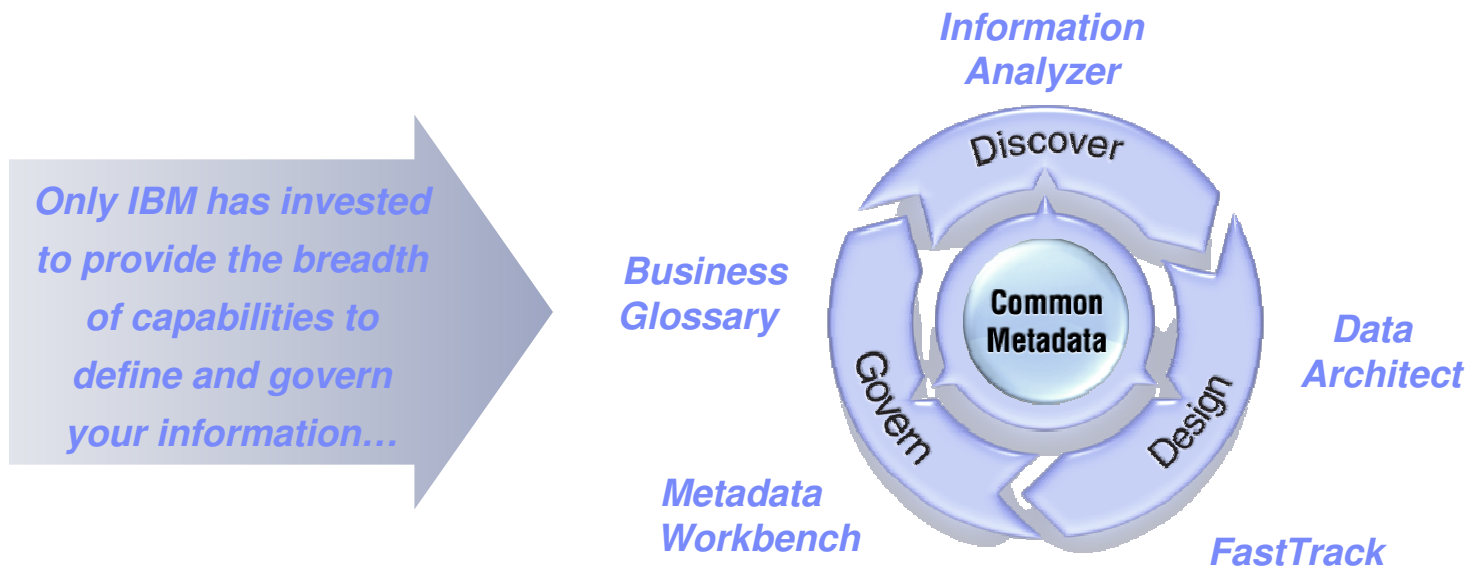 Only IBM has invested
to provide the breadth
of capabilities to
define and govern
your information…
Information
Analyzer
Discover
Business
Glossary
Common
Metadata
Data
Architect
Govern
Design
Metadata
Workbench
FastTrack